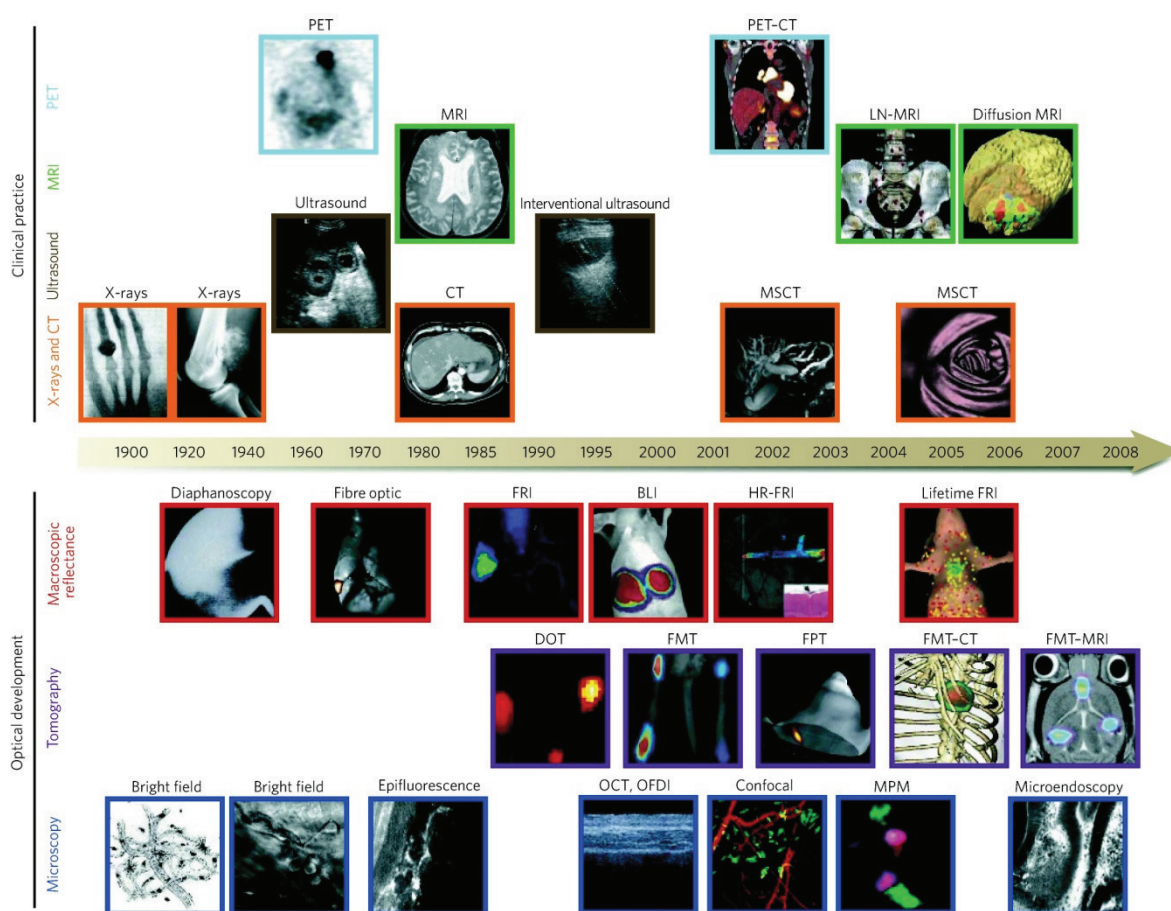 PET
PET–CT
PET
MRI
LN-MRI
Diffusion MRI
MRI
Clinical practice
Ultrasound
Interventional ultrasound
Ultrasound
X-rays
X-rays
CT
MSCT
MSCT
X-rays and CT
1900
1920
1940
1960
1970
1980
1985
1990
1995
2000
2001
2002
2003
2004
2005
2006
2007
2008
Diaphanoscopy
Fibre optic
FRI
BLI
HR-FRI
Lifetime FRI
Macroscopic
reflectance
DOT
FMT
FPT
FMT–CT
FMT–MRI
Tomography
Optical development
Bright field
Bright field
Epifluorescence
OCT, OFDI
Confocal
MPM
Microendoscopy
Microscopy